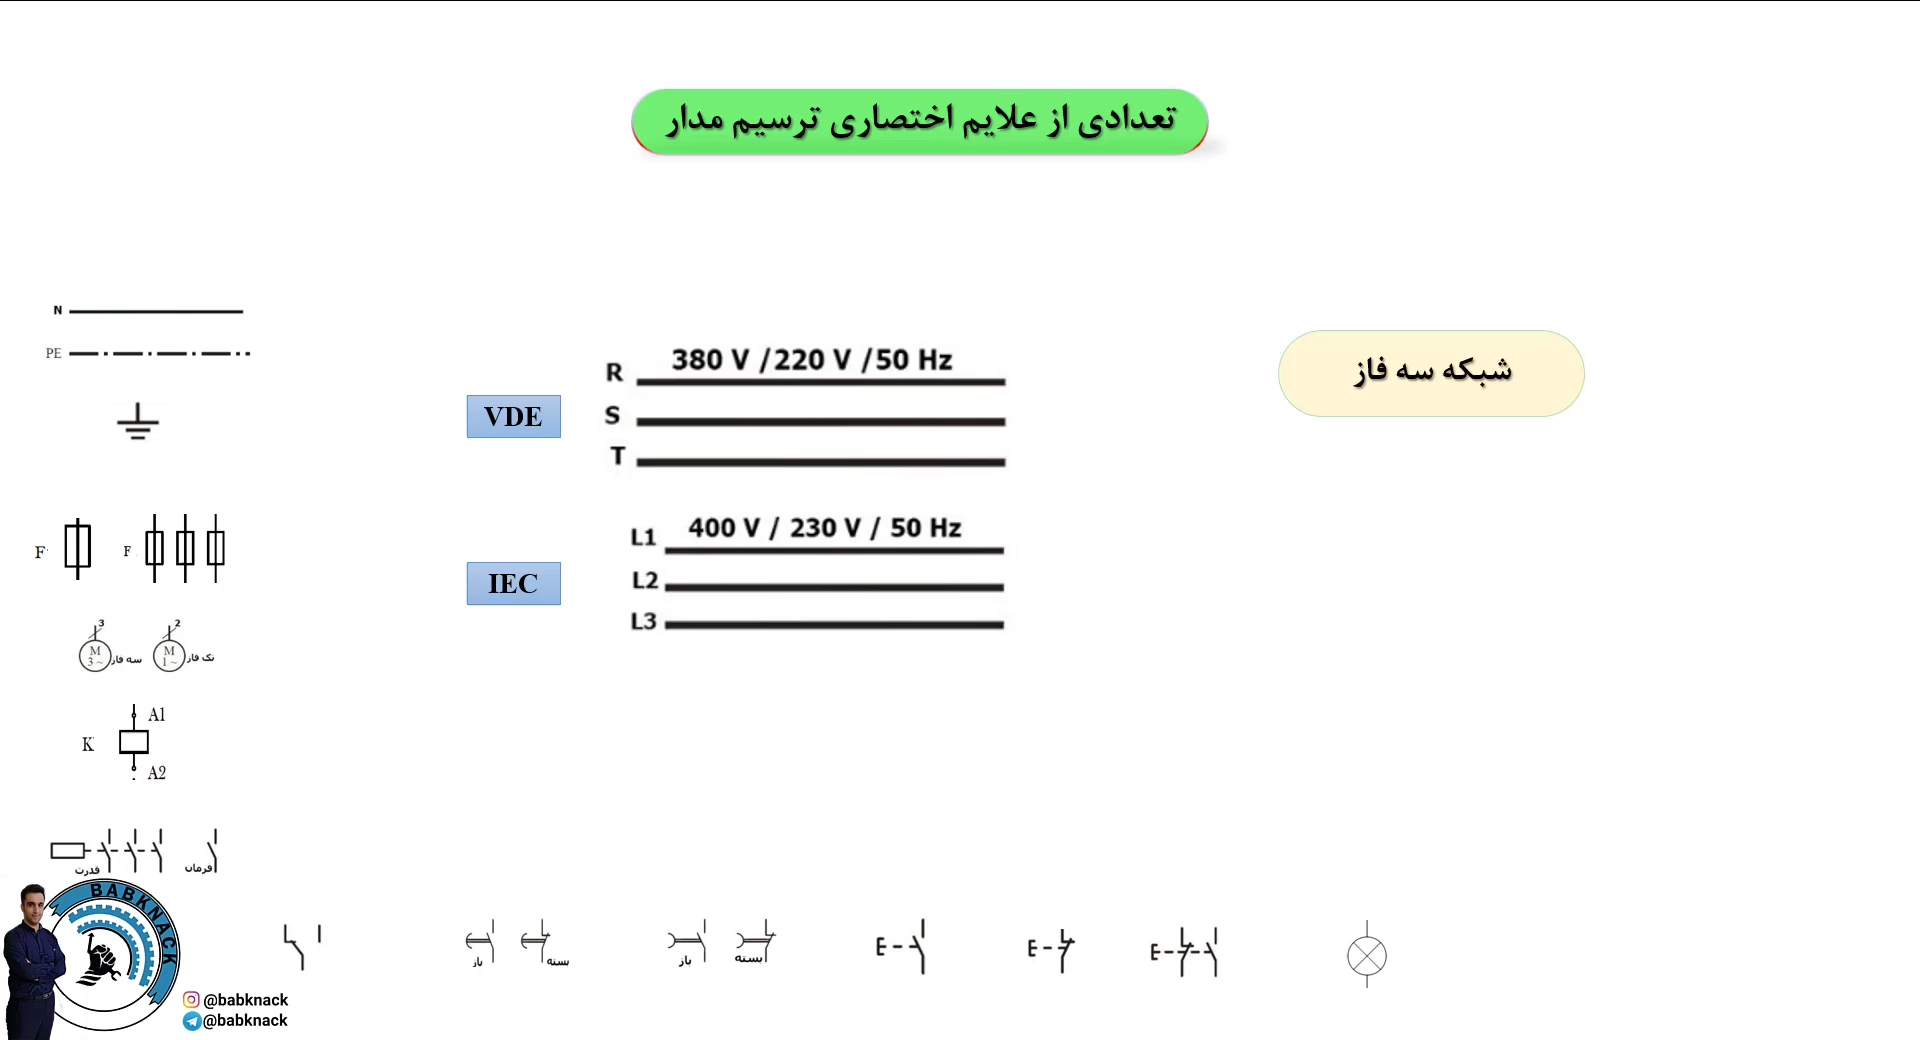 تعدادی از علایم اختصاری ترسیم مدار
شبکه سه فاز
VDE
380 V /220 V /50 Hz
R
S
T
IEC
400 V / 230 V / 50 Hz
L1
L2
L3
N
PE
F
F
3
M
3 ~
سه فاز
2
M
1 ~
تک فاز
A1
K
A2
قدرت
فرمان
باز
بسته
باز
بسته
E
E
E
BABKNACK
@babknack
@babknack